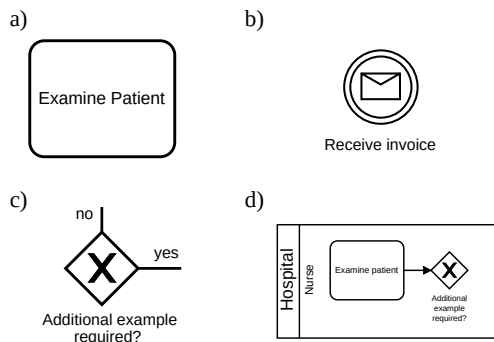 a)
Examine Patient
b)
Receive invoice
c)
no
yes
X
Additional example
required?
d)
Hospital
Nurse
Examine patient
X
Additional
example
required?